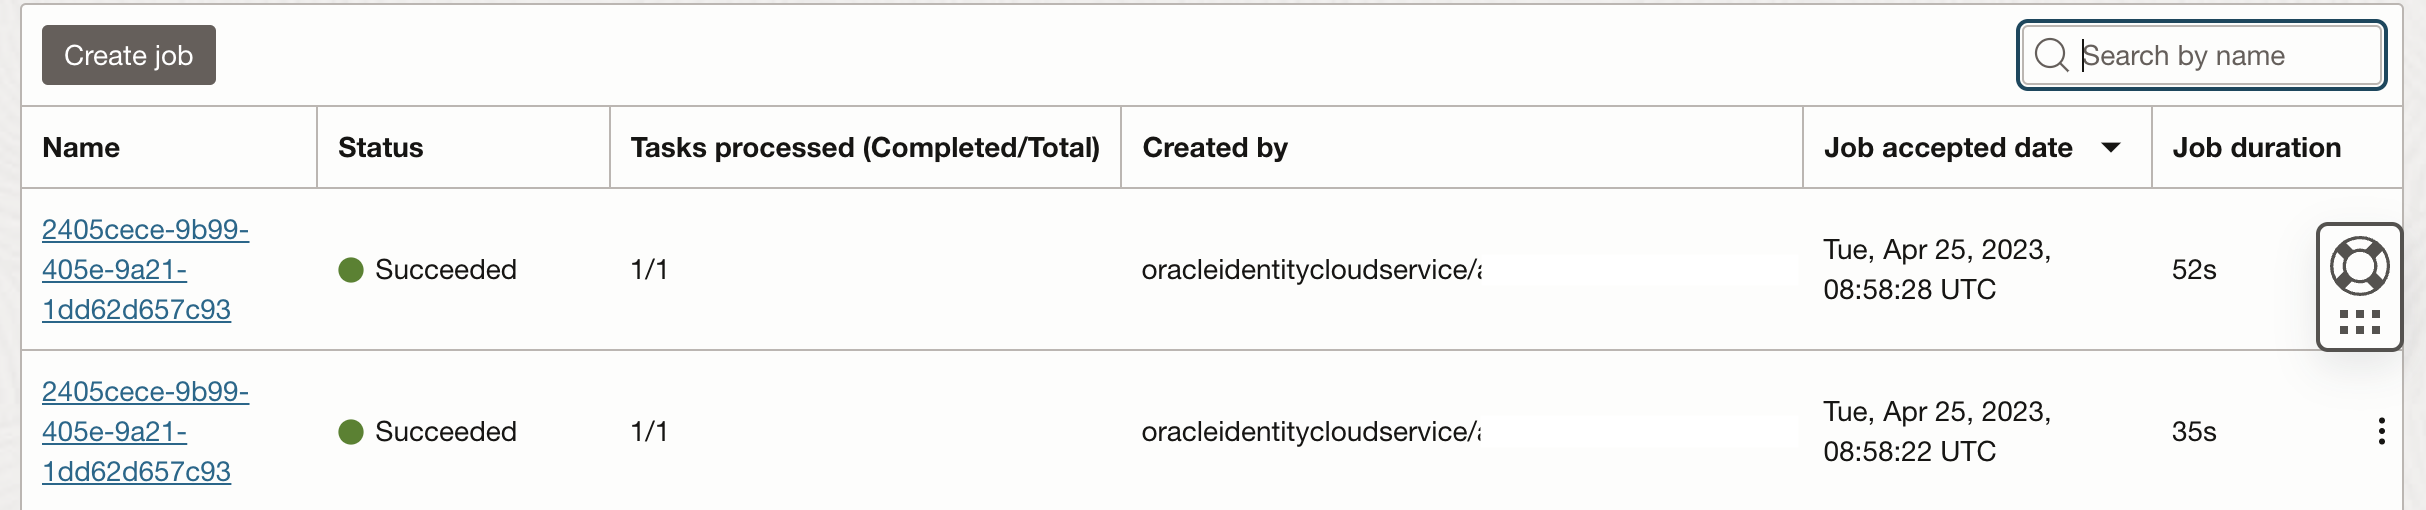 Create job
Search by name
Name
Status
Tasks processed (Completed/Total)
Created by
Job accepted date
Job duration
2405cece-9b99-
405e-9a21-
1dd62d657c93
Succeeded
1/1
oracleidentitycloudservice/
Tue, Apr 25, 2023,
08:58:28 UTC
52s
2405cece-9b99-
405e-9a21-
1dd62d657c93
Succeeded
1/1
oracleidentitycloudservice/
Tue, Apr 25, 2023,
08:58:22 UTC
35s